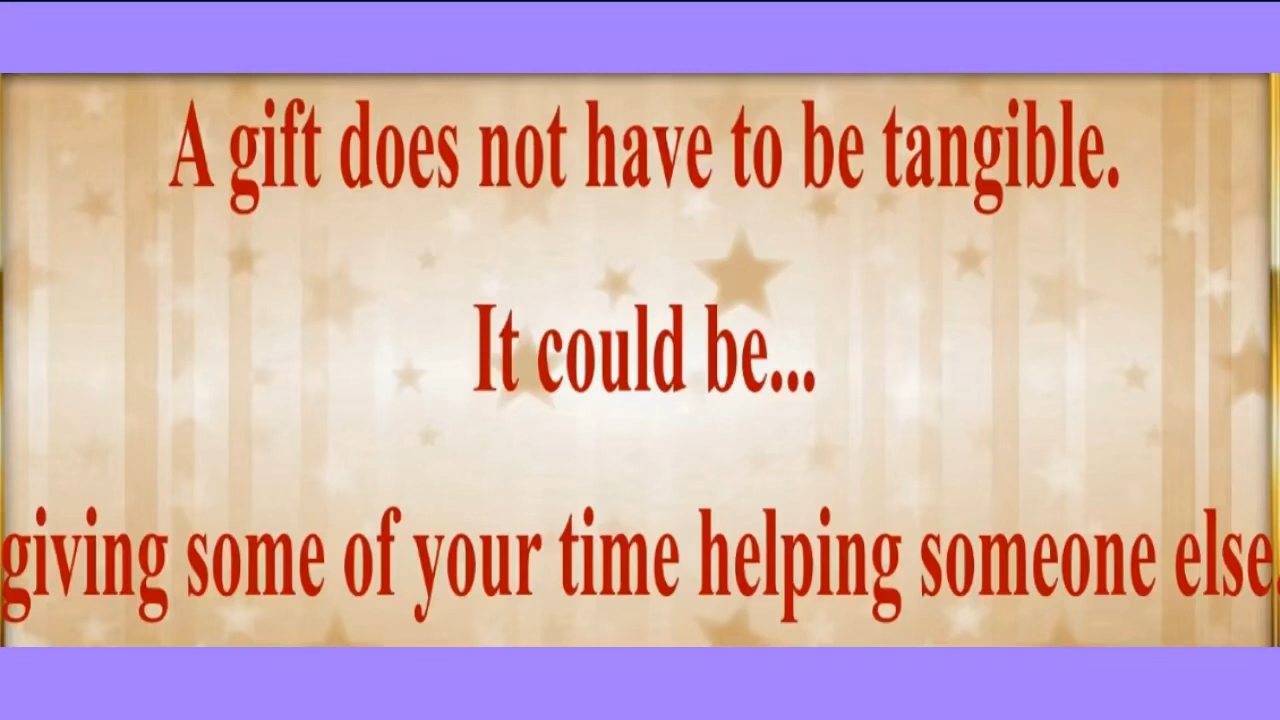 A gift does not have to be tangible.
It could be...
giving some of your time helping someone else.